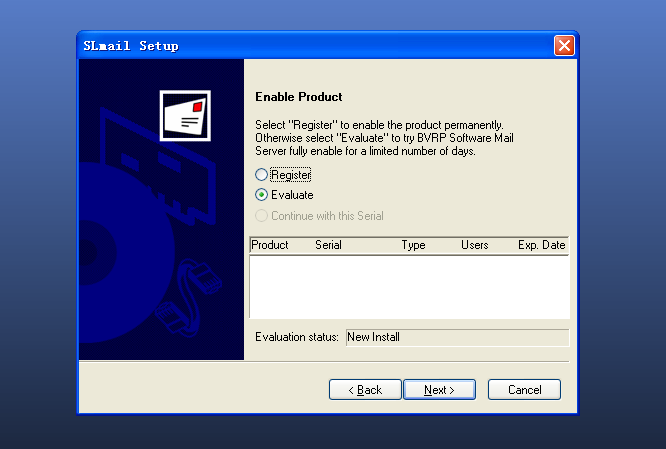 SLmail Setup
Enable Product
Select "Register" to enable the product permanently.
Otherwise select "Evaluate" to try BVRP Software Mail
Server fully enable for a limited number of days.
Register
Evaluate
Continue with this Serial
Product Serial Type Users Exp. Date
Evaluation status: New Install
< Back Next > Cancel